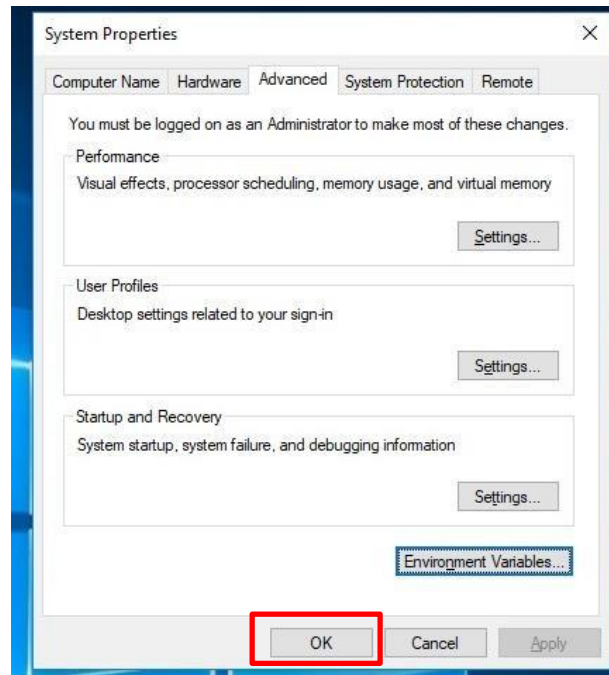 System Properties
Computer Name Hardware Advanced System Protection Remote
You must be logged on as an Administrator to make most of these changes.
Performance
Visual effects, processor scheduling, memory usage, and virtual memory
Settings...
User Profiles
Desktop settings related to your sign-in
Settings...
Startup and Recovery
System startup, system failure, and debugging information
Settings...
Environment Variables...
OK Cancel Apply